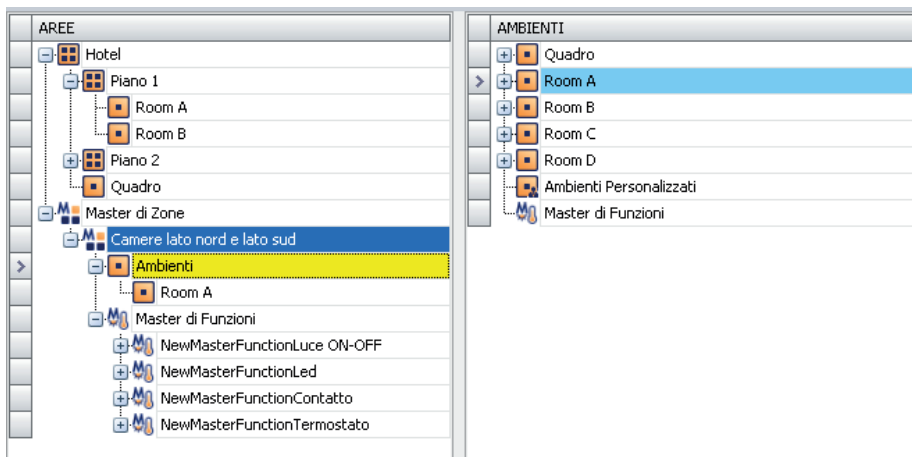 AREE
Hotel
Piano 1
Room A
Room B
Piano 2
Quadro
Master di Zone
Camere lato nord e lato sud
Ambienti
Room A
Master di Funzioni
NewMasterFunctionLuce ON-OFF
NewMasterFunctionLed
NewMasterFunctionContatto
NewMasterFunctionTermostato
AMBIENTI
Quadro
Room A
Room B
Room C
Room D
Ambienti Personalizzati
Master di Funzioni